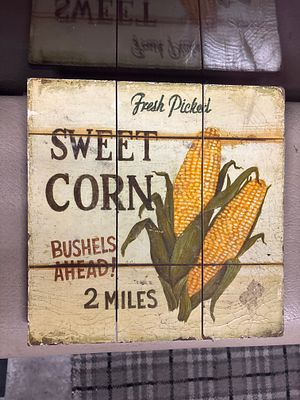 Fresh Picked
SWEET
CORN
BUSHELS
AHEAD!
2 MILES